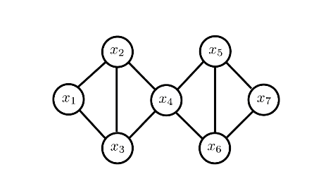 x₂ x₅
x₁ x₄ x₇
x₃ x₆